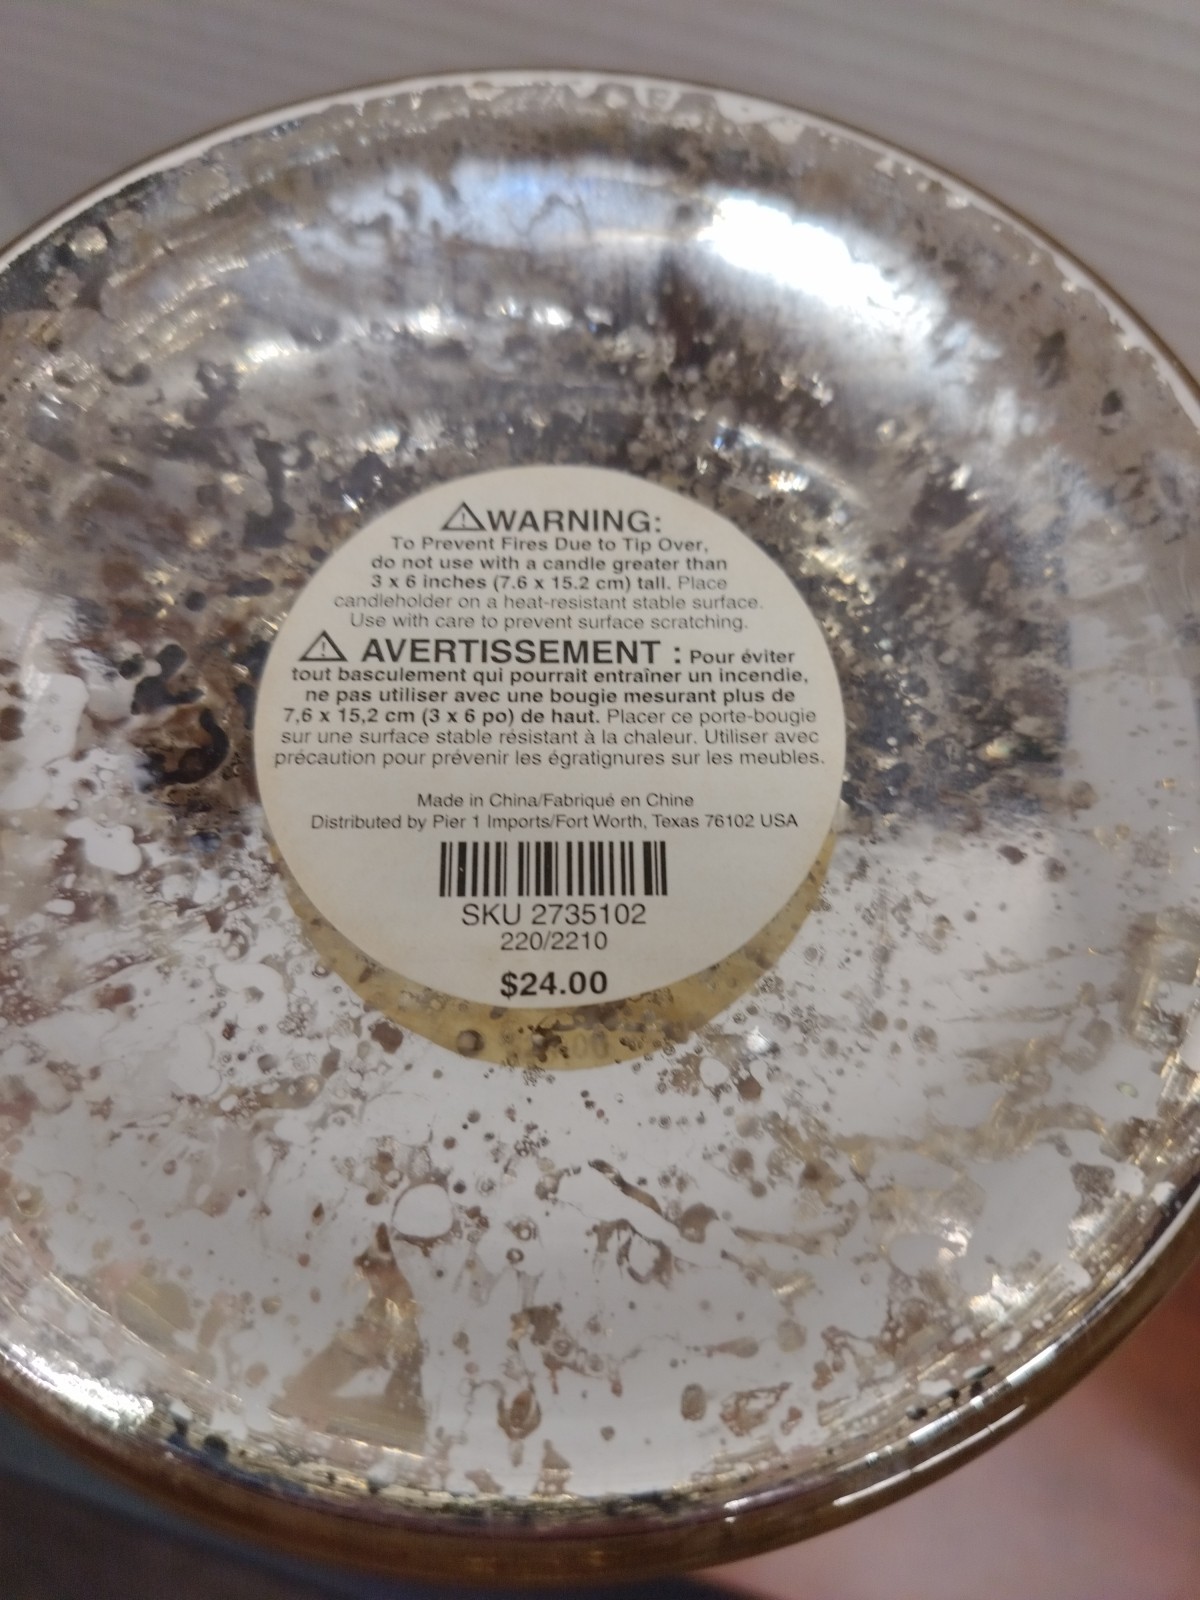 ⚠WARNING:
To Prevent Fires Due to Tip Over,
do not use with a candle greater than
3 x 6 inches (7.6 x 15.2 cm) tall. Place
candleholder on a heat-resistant stable surface.
Use with care to prevent surface scratching.
⚠ AVERTISSEMENT : Pour éviter
tout basculement qui pourrait entraîner un incendie,
ne pas utiliser avec une bougie mesurant plus de
7,6 x 15,2 cm (3 x 6 po) de haut. Placer ce porte-bougie
sur une surface stable résistant à la chaleur. Utiliser avec
précaution pour prévenir les égratignures sur les meubles.
Made in China/Fabriqué en Chine
Distributed by Pier 1 Imports/Fort Worth, Texas 76102 USA
SKU 2735102
220/2210
$24.00